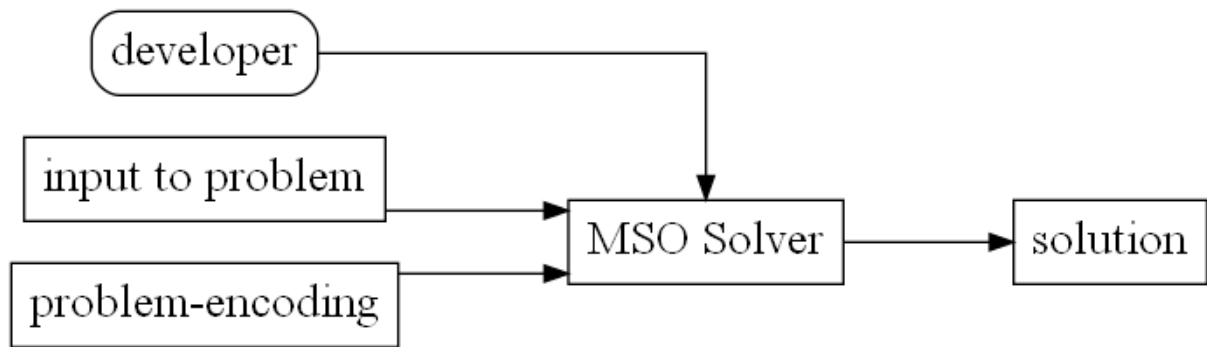 developer
input to problem
MSO Solver
solution
problem-encoding